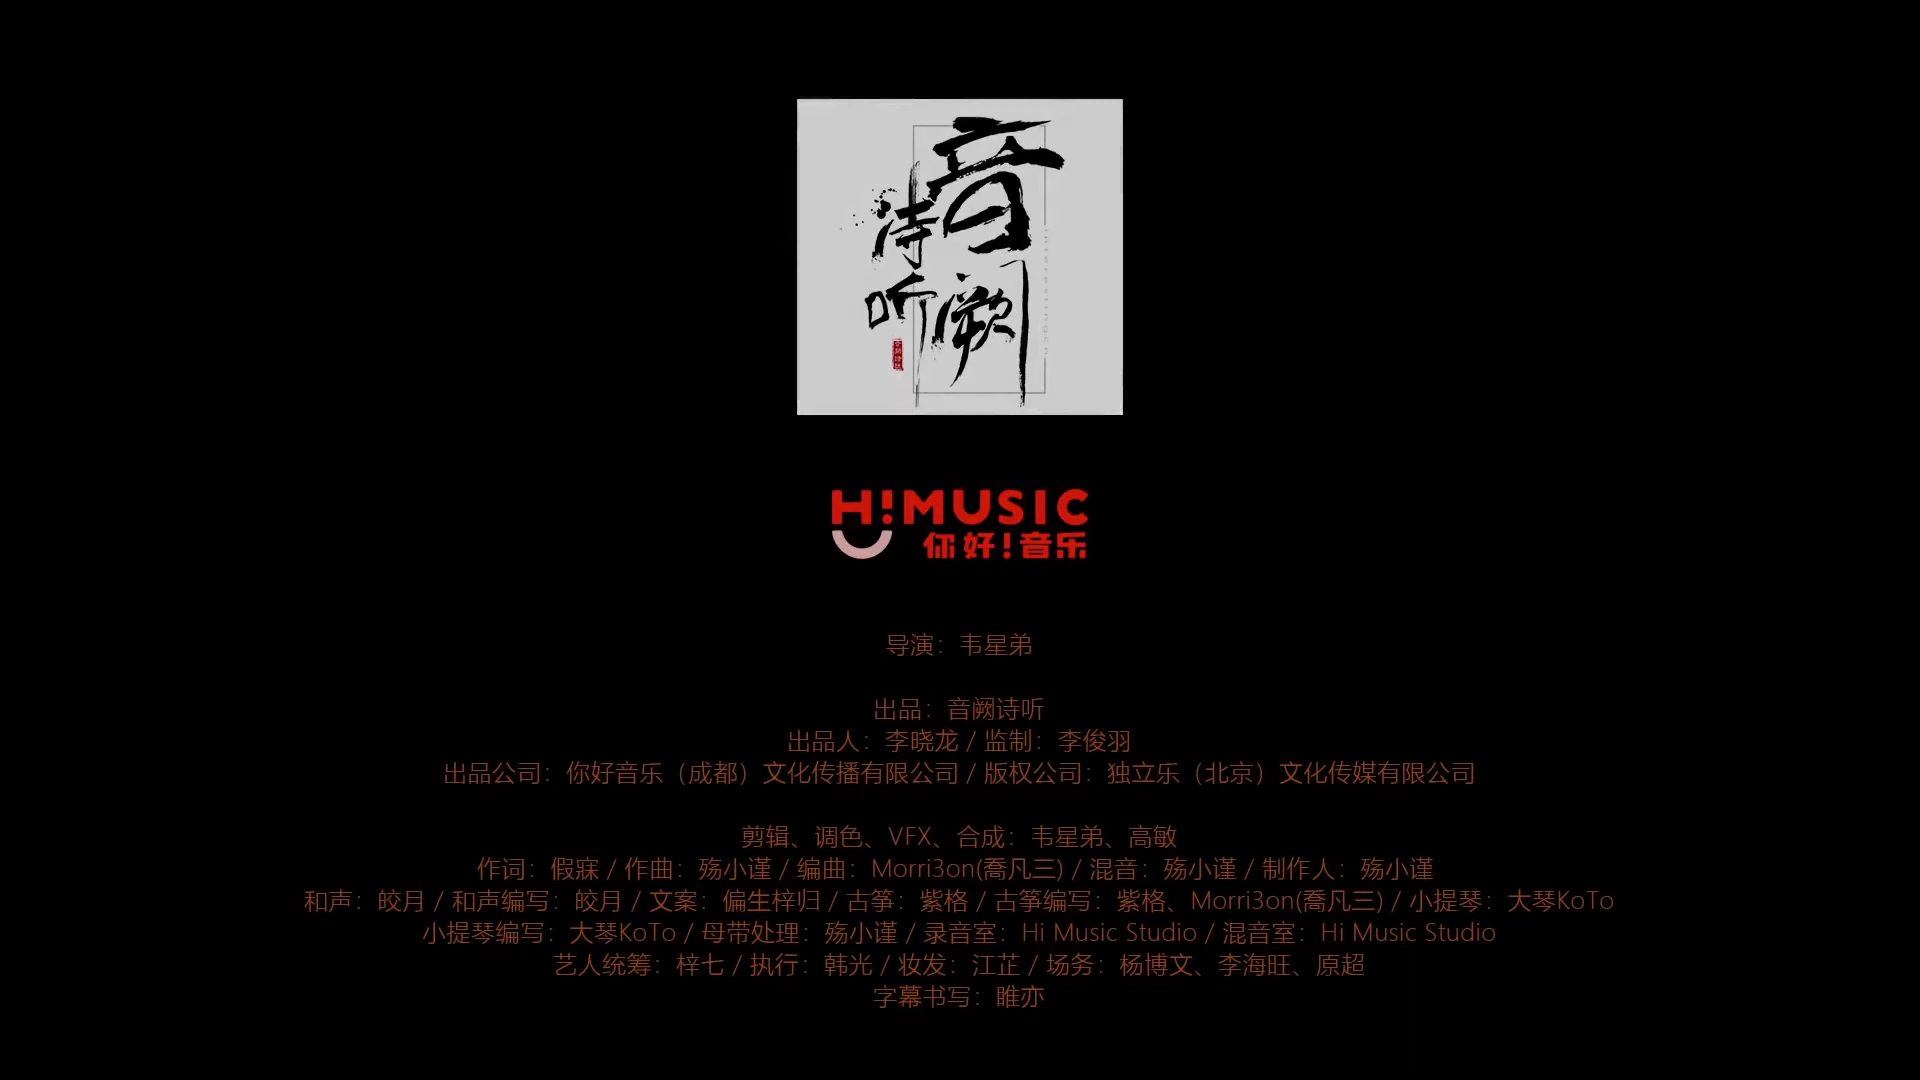 音
诗
听 阙
H!MUSIC
你好!音乐
导演：韦星弟
出品：音阙诗听
出品人：李晓龙 / 监制：李俊羽
出品公司：你好音乐（成都）文化传播有限公司 / 版权公司：独立乐（北京）文化传媒有限公司
剪辑、调色、VFX、合成：韦星弟、高敏
作词：假寐 / 作曲：殇小谨 / 编曲：Morri3on(喬凡三) / 混音：殇小谨 / 制作人：殇小谨
和声：皎月 / 和声编写：皎月 / 文案：偏生梓归 / 古筝：紫格 / 古筝编写：紫格、Morri3on(喬凡三) / 小提琴：大琴KoTo
小提琴编写：大琴KoTo / 母带处理：殇小谨 / 录音室：Hi Music Studio / 混音室：Hi Music Studio
艺人统筹：梓七 / 执行：韩光 / 妆发：江芷 / 场务：杨博文、李海旺、原超
字幕书写：睢亦